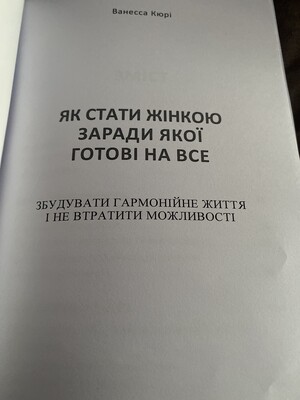 Ванесса Кюрі
ЯК СТАТИ ЖІНКОЮ
ЗАРАДИ ЯКОЇ
ГОТОВІ НА ВСЕ
ЗБУДУВАТИ ГАРМОНІЙНЕ ЖИТТЯ
І НЕ ВТРАТИТИ МОЖЛИВОСТІ